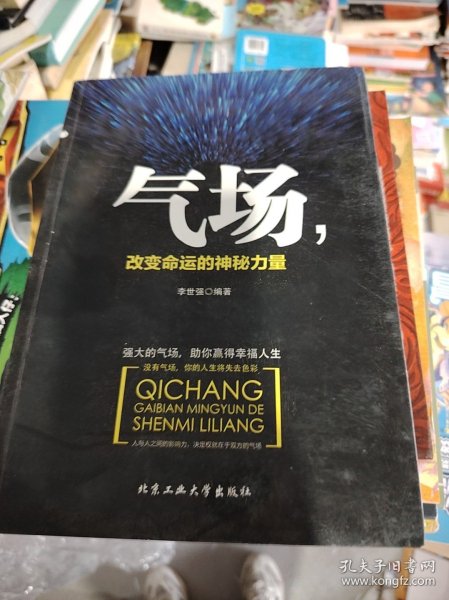 气场，
改变命运的神秘力量
李世强◎编著
强大的气场，助你赢得幸福人生
没有气场，你的人生将失去色彩
QICHANG
GAIBIAN MINGYUN DE
SHENMI LILIANG
人与人之间的影响力，决定权就在于双方的气场
北京工业大学出版社
孔夫子旧书网
www.kongfz.com